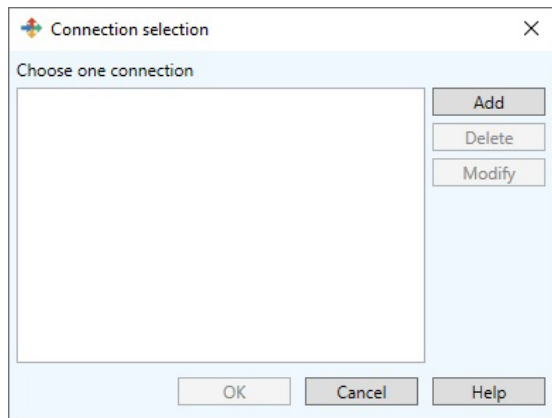 Connection selection
Choose one connection
Add
Delete
Modify
OK
Cancel
Help